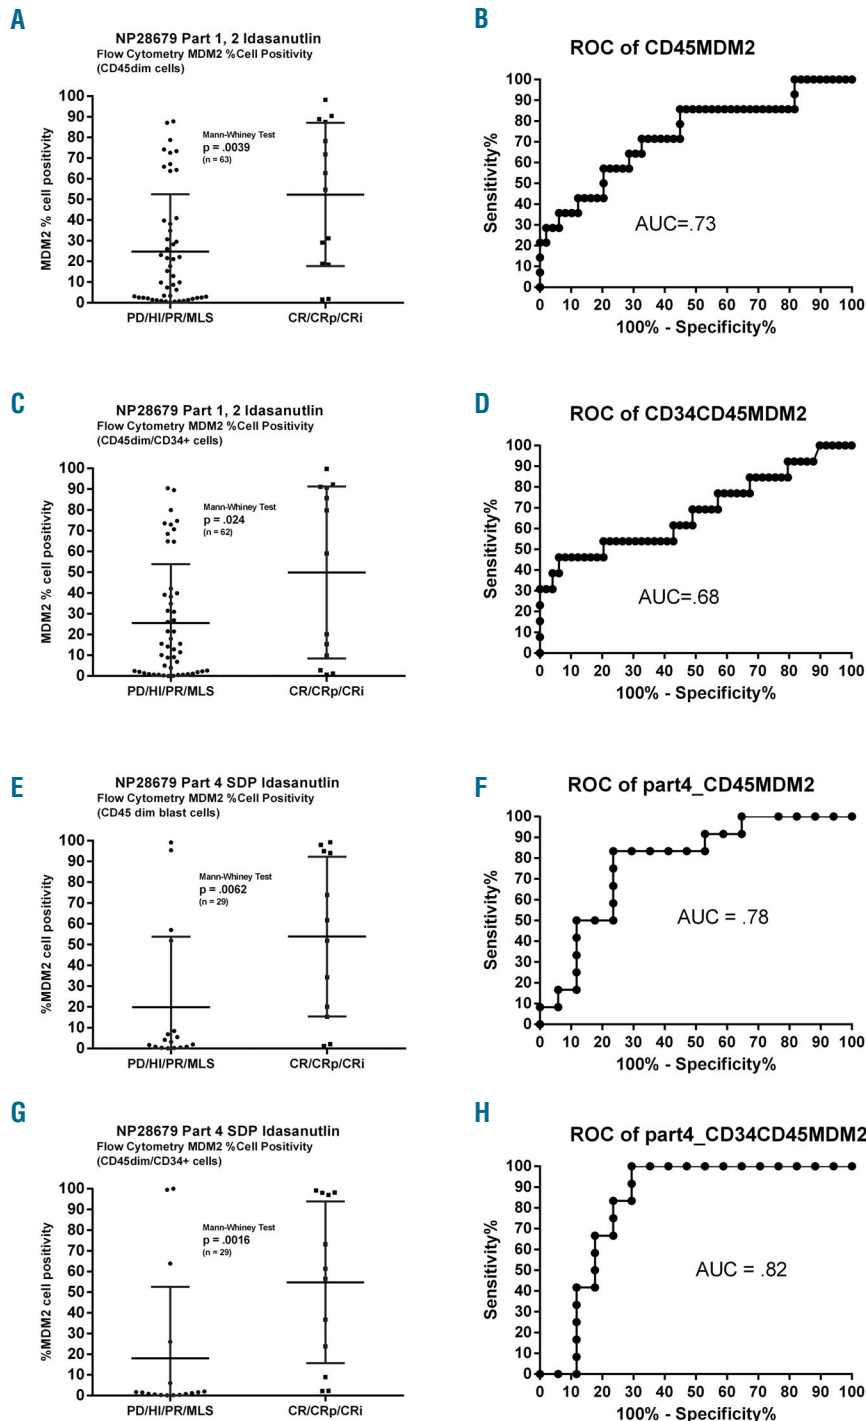 A
NP28679 Part 1, 2 Idasanutlin
Flow Cytometry MDM2 %Cell Positivity
(CD45dim cells)
MDM2 % cell positivity
100
90
80
70
60
50
40
30
20
10
0
Mann-Whiney Test
p = .0039
(n = 63)
PD/HI/PR/MLS
CR/CRp/CRi
B
ROC of CD45MDM2
Sensitivity%
100
90
80
70
60
50
40
30
20
10
0
AUC=.73
0 10 20 30 40 50 60 70 80 90 100
100% - Specificity%
C
NP28679 Part 1, 2 Idasanutlin
Flow Cytometry MDM2 %Cell Positivity
(CD45dim/CD34+ cells)
MDM2 % cell positivity
100
90
80
70
60
50
40
30
20
10
0
Mann-Whiney Test
p = .024
(n = 62)
PD/HI/PR/MLS
CR/CRp/CRi
D
ROC of CD34CD45MDM2
Sensitivity%
100
90
80
70
60
50
40
30
20
10
0
AUC=.68
0 10 20 30 40 50 60 70 80 90 100
100% - Specificity%
E
NP28679 Part 4 SDP Idasanutlin
Flow Cytometry MDM2 %Cell Positivity
(CD45 dim blast cells)
%MDM2 cell positivity
100
90
80
70
60
50
40
30
20
10
0
Mann-Whiney Test
p = .0062
(n = 29)
PD/HI/PR/MLS
CR/CRp/CRi
F
ROC of part4_CD45MDM2
Sensitivity%
100
90
80
70
60
50
40
30
20
10
0
AUC = .78
0 10 20 30 40 50 60 70 80 90 100
100% - Specificity%
G
NP28679 Part 4 SDP Idasanutlin
Flow Cytometry MDM2 %Cell Positivity
(CD45dim/CD34+ cells)
%MDM2 cell positivity
100
90
80
70
60
50
40
30
20
10
0
Mann-Whiney Test
p = .0016
(n = 29)
PD/HI/PR/MLS
CR/CRp/CRi
H
ROC of part4_CD34CD45MDM2
Sensitivity%
100
90
80
70
60
50
40
30
20
10
0
AUC = .82
0 10 20 30 40 50 60 70 80 90 100
100% - Specificity%